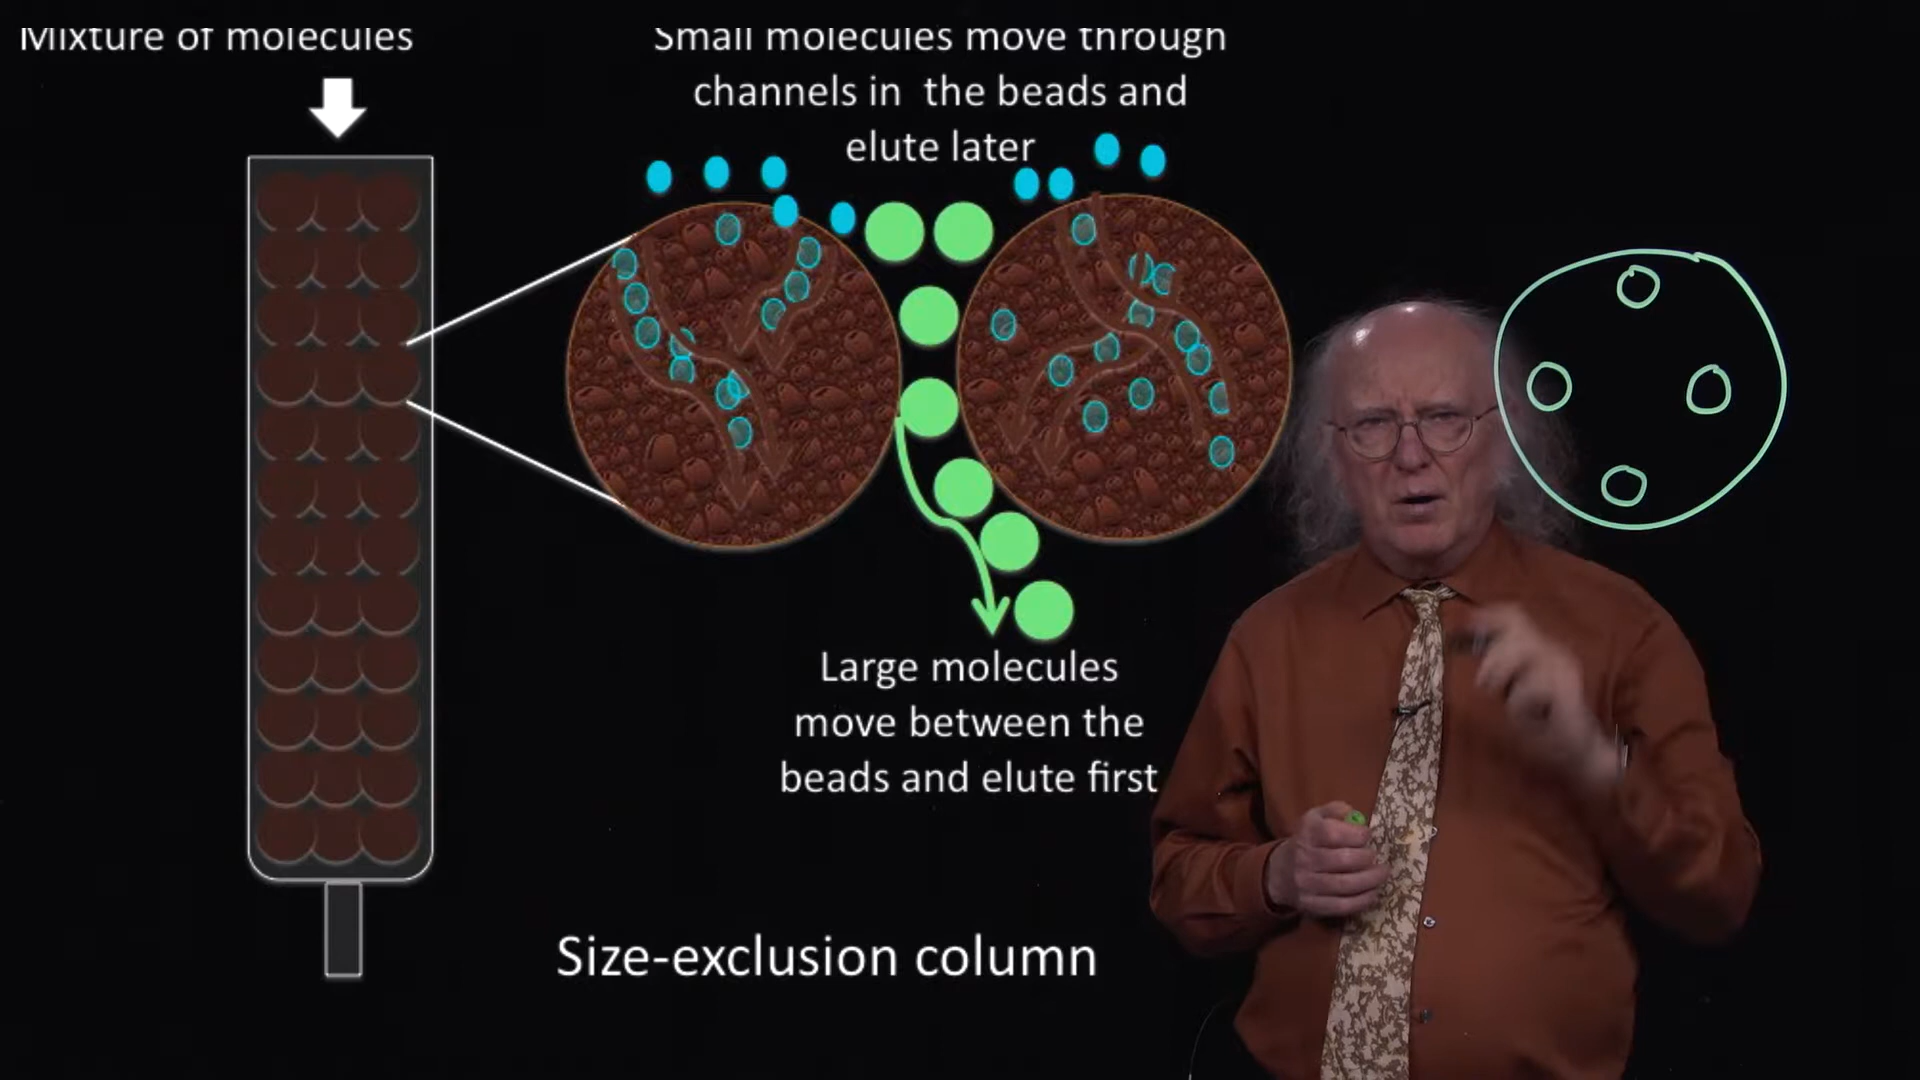 Mixture of molecules
Small molecules move through
channels in the beads and
elute later
Large molecules
move between the
beads and elute first
Size-exclusion column